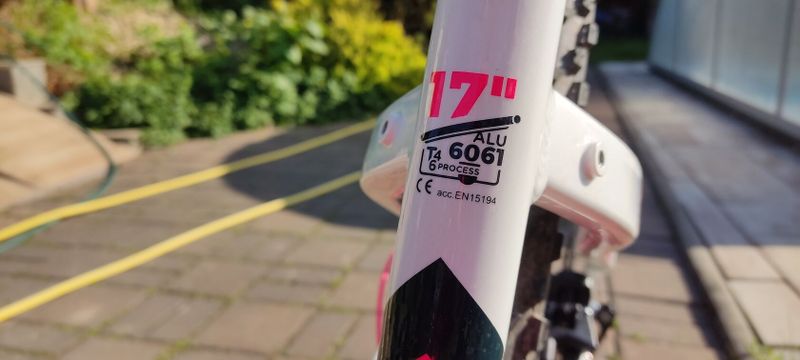 17"
ALU
T4 6061
6 PROCESS
CE acc.EN15194